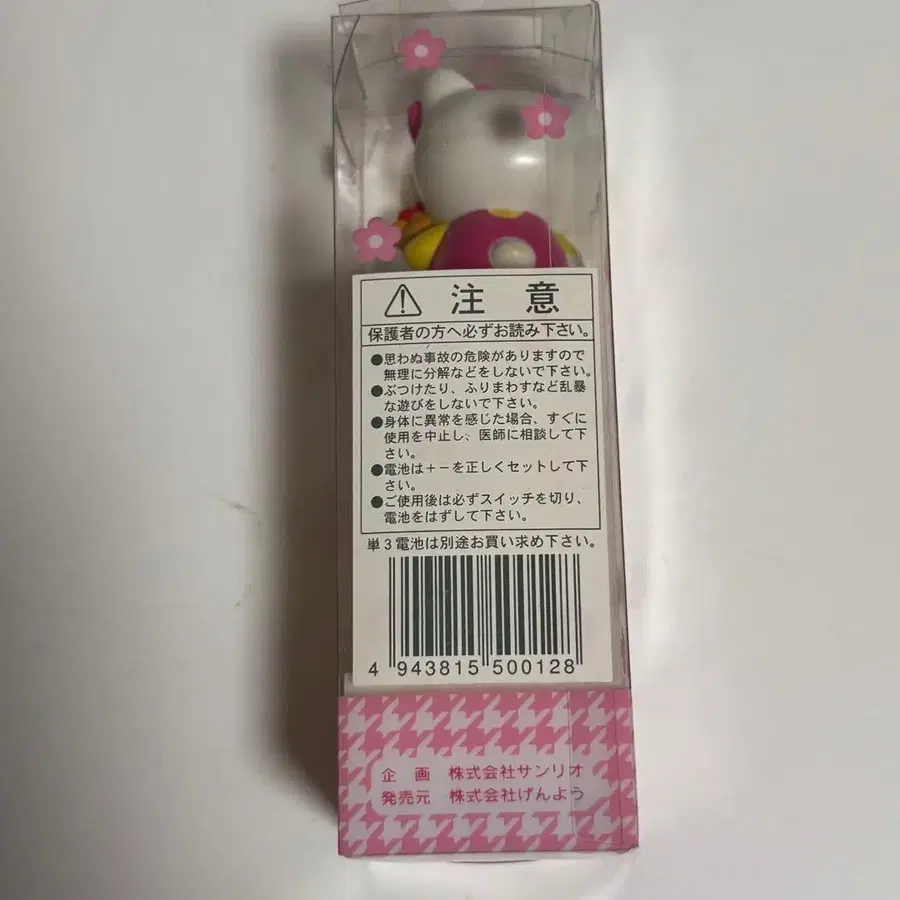 注 意
保護者の方へ必ずお読み下さい。
●思わぬ事故の危険がありますので
無理に分解などをしないで下さい。
●ぶつけたり、ふりまわすなど乱暴
な遊びをしないで下さい。
●身体に異常を感じた場合、すぐに
使用を中止し、医師に相談して下
さい。
●電池は＋－を正しくセットして下
さい。
●ご使用後は必ずスイッチを切り、
電池をはずして下さい。
単３電池は別途お買い求め下さい。
4 943815 500128
企 画 株式会社サンリオ
発売元 株式会社げんよう